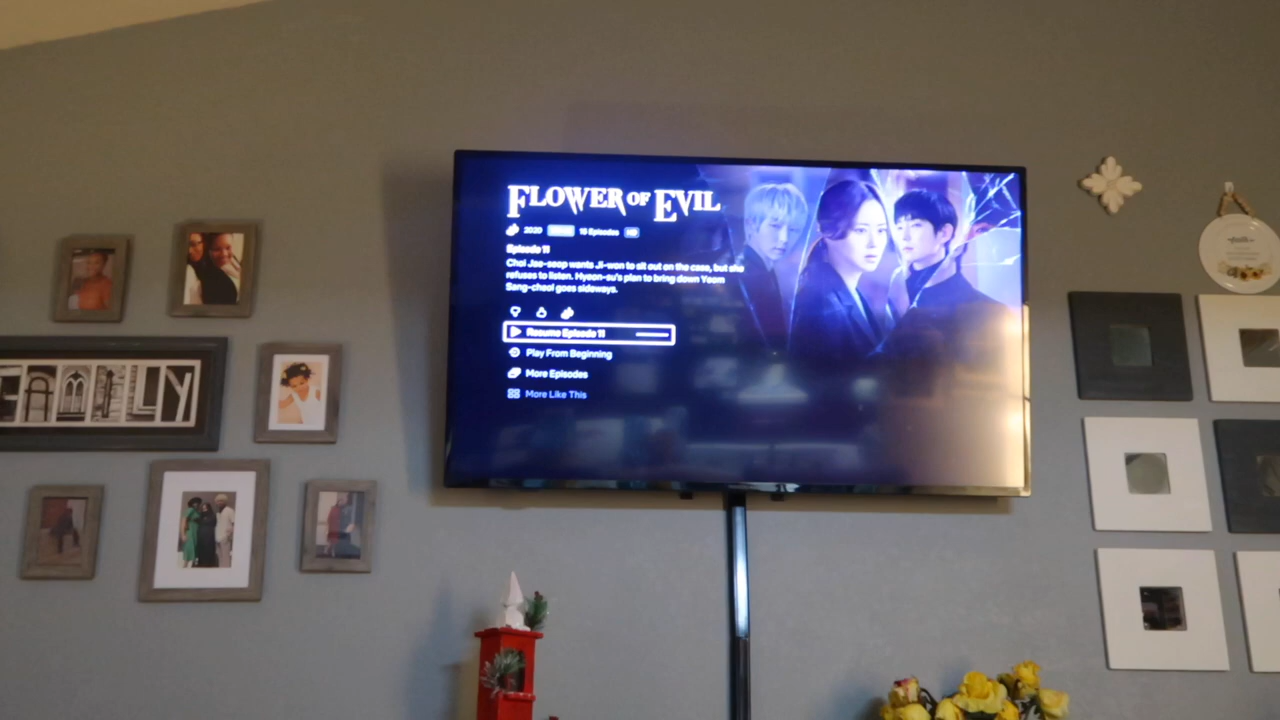 FLOWER OF EVIL
2020 16 Episodes HD
Episode 11
Choi Jae-seop wants Ji-won to sit out on the case, but she
refuses to listen. Hyeon-su's plan to bring down Yeom
Sang-cheol goes sideways.
Resume Episode 11
Play From Beginning
More Episodes
More Like This
FAMILY
faith